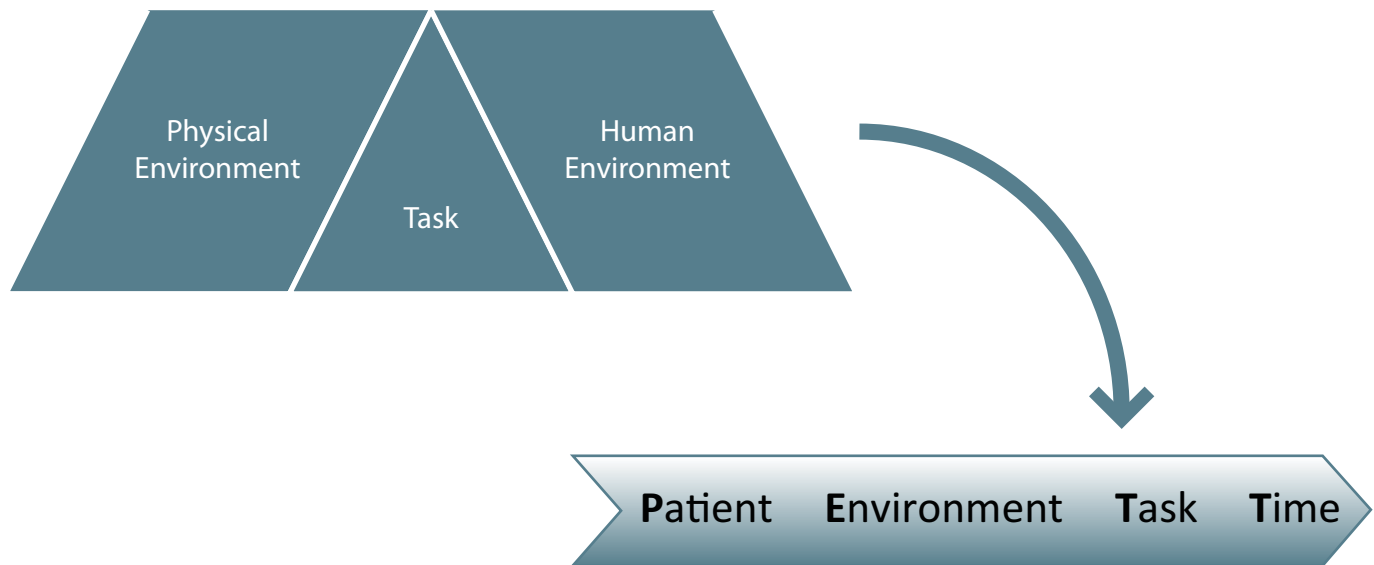 Physical
Environment
Task
Human
Environment
Patient Environment Task Time